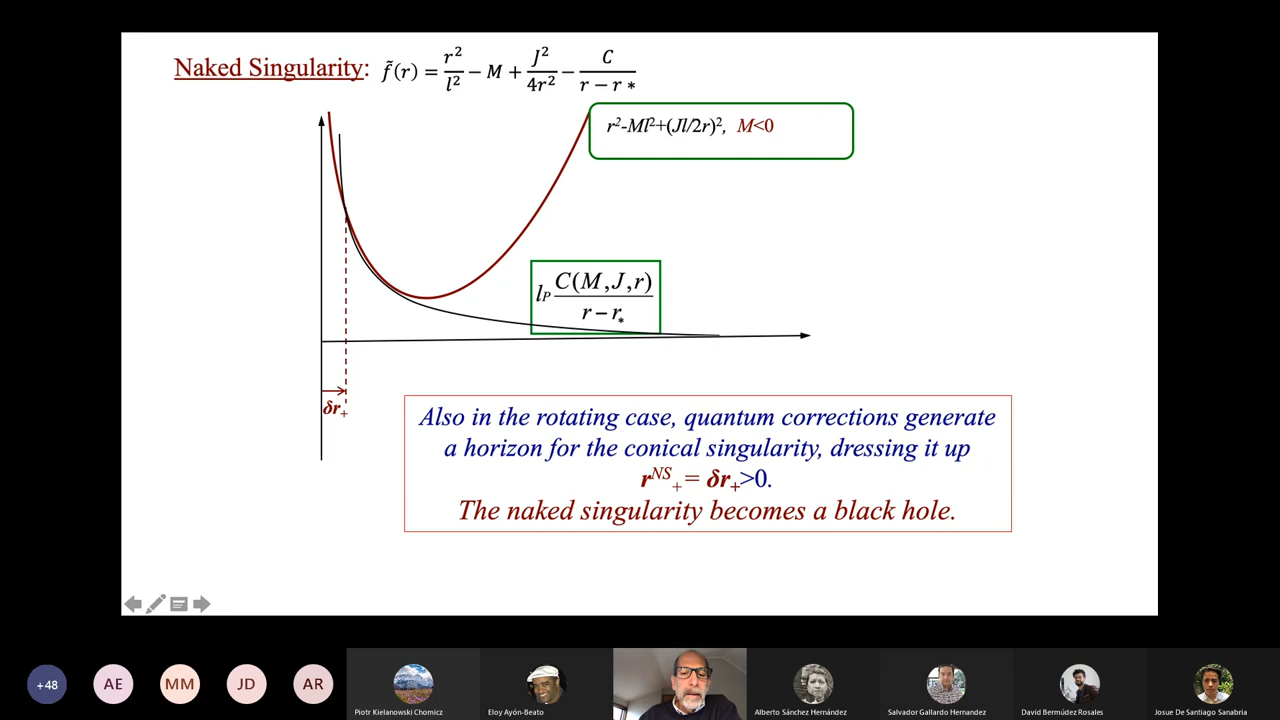 Naked Singularity: f̃(r) = r²/l² − M + J²/4r² − C/(r − r∗)
r²-Ml²+(Jl/2r)², M<0
lP C(M,J,r)/(r − r∗)
δr₊
Also in the rotating case, quantum corrections generate
a horizon for the conical singularity, dressing it up
rᴺˢ₊= δr₊>0.
The naked singularity becomes a black hole.
+48
AE
MM
JD
AR
Piotr Kielanowski Chomicz
Eloy Ayón-Beato
Alberto Sánchez Hernández
Salvador Gallardo Hernandez
David Bermúdez Rosales
Josue De Santiago Sanabria